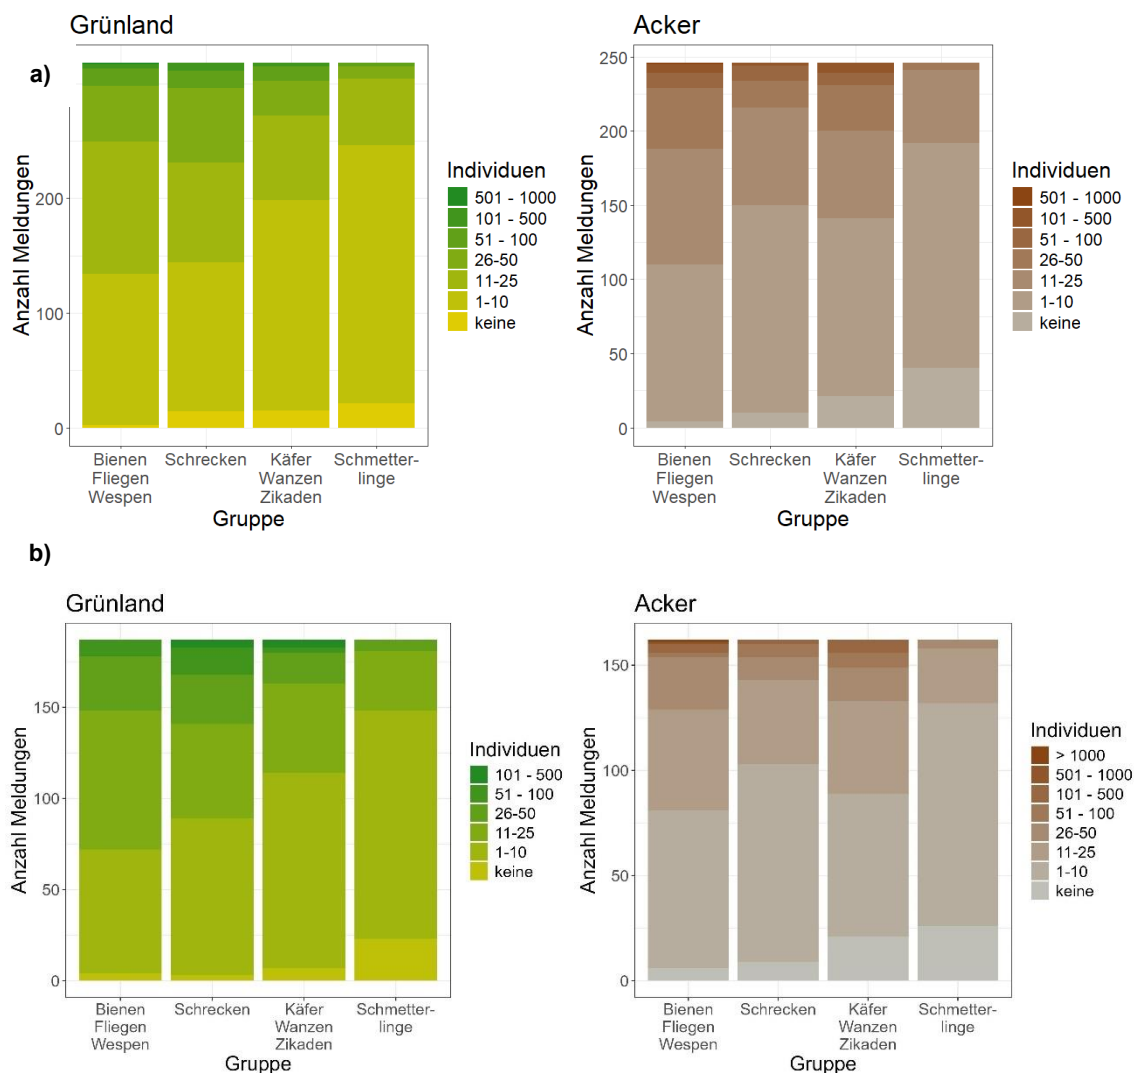 Grünland
a)
Anzahl Meldungen
200
100
0
Bienen
Fliegen
Wespen
Schrecken
Käfer
Wanzen
Zikaden
Schmetter-
linge
Gruppe
Individuen
501 - 1000
101 - 500
51 - 100
26-50
11-25
1-10
keine
Acker
Anzahl Meldungen
250
200
150
100
50
0
Bienen
Fliegen
Wespen
Schrecken
Käfer
Wanzen
Zikaden
Schmetter-
linge
Gruppe
Individuen
501 - 1000
101 - 500
51 - 100
26-50
11-25
1-10
keine
b)
Grünland
Anzahl Meldungen
150
100
50
0
Bienen
Fliegen
Wespen
Schrecken
Käfer
Wanzen
Zikaden
Schmetter-
linge
Gruppe
Individuen
101 - 500
51 - 100
26-50
11-25
1-10
keine
Acker
Anzahl Meldungen
150
100
50
0
Bienen
Fliegen
Wespen
Schrecken
Käfer
Wanzen
Zikaden
Schmetter-
linge
Gruppe
Individuen
> 1000
501 - 1000
101 - 500
51 - 100
26-50
11-25
1-10
keine